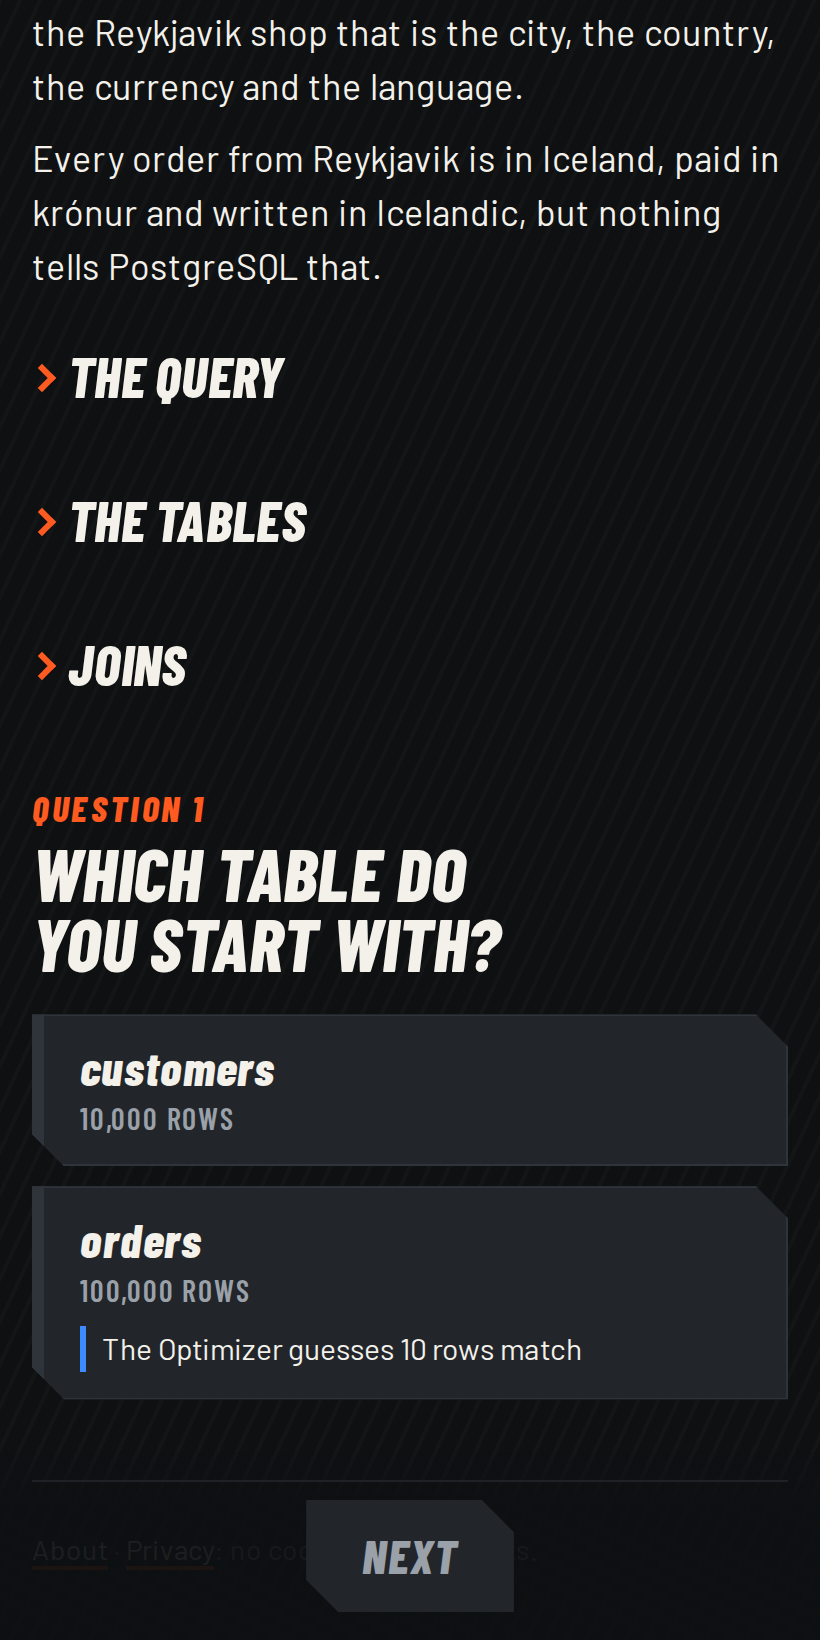 the Reykjavik shop that is the city, the country,
the currency and the language.
Every order from Reykjavik is in Iceland, paid in
krónur and written in Icelandic, but nothing
tells PostgreSQL that.
THE QUERY
THE TABLES
JOINS
QUESTION 1
WHICH TABLE DO
YOU START WITH?
customers
10,000 ROWS
orders
100,000 ROWS
The Optimizer guesses 10 rows match
About · Privacy: no
NEXT